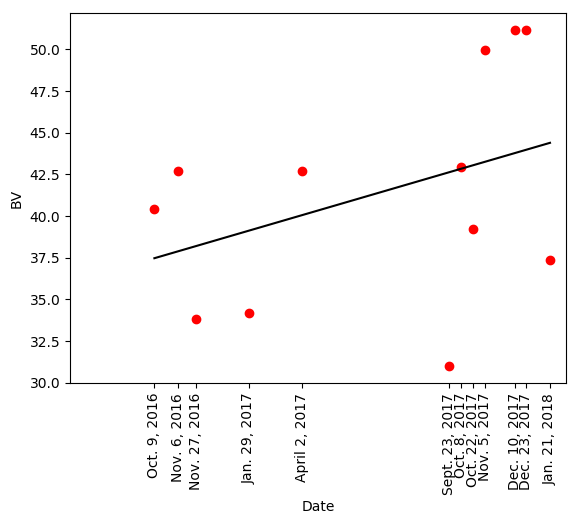 50.0
47.5
45.0
42.5
40.0
37.5
35.0
32.5
30.0
BV
Oct. 9, 2016
Nov. 6, 2016
Nov. 27, 2016
Jan. 29, 2017
April 2, 2017
Sept. 23, 2017
Oct. 8, 2017
Oct. 22, 2017
Nov. 5, 2017
Dec. 10, 2017
Dec. 23, 2017
Jan. 21, 2018
Date